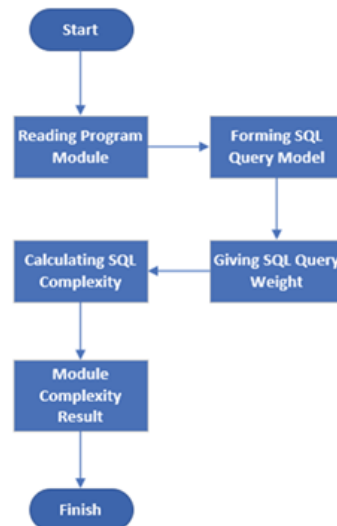 Start
Reading Program
Module
Forming SQL
Query Model
Giving SQL Query
Weight
Calculating SQL
Complexity
Module
Complexity
Result
Finish